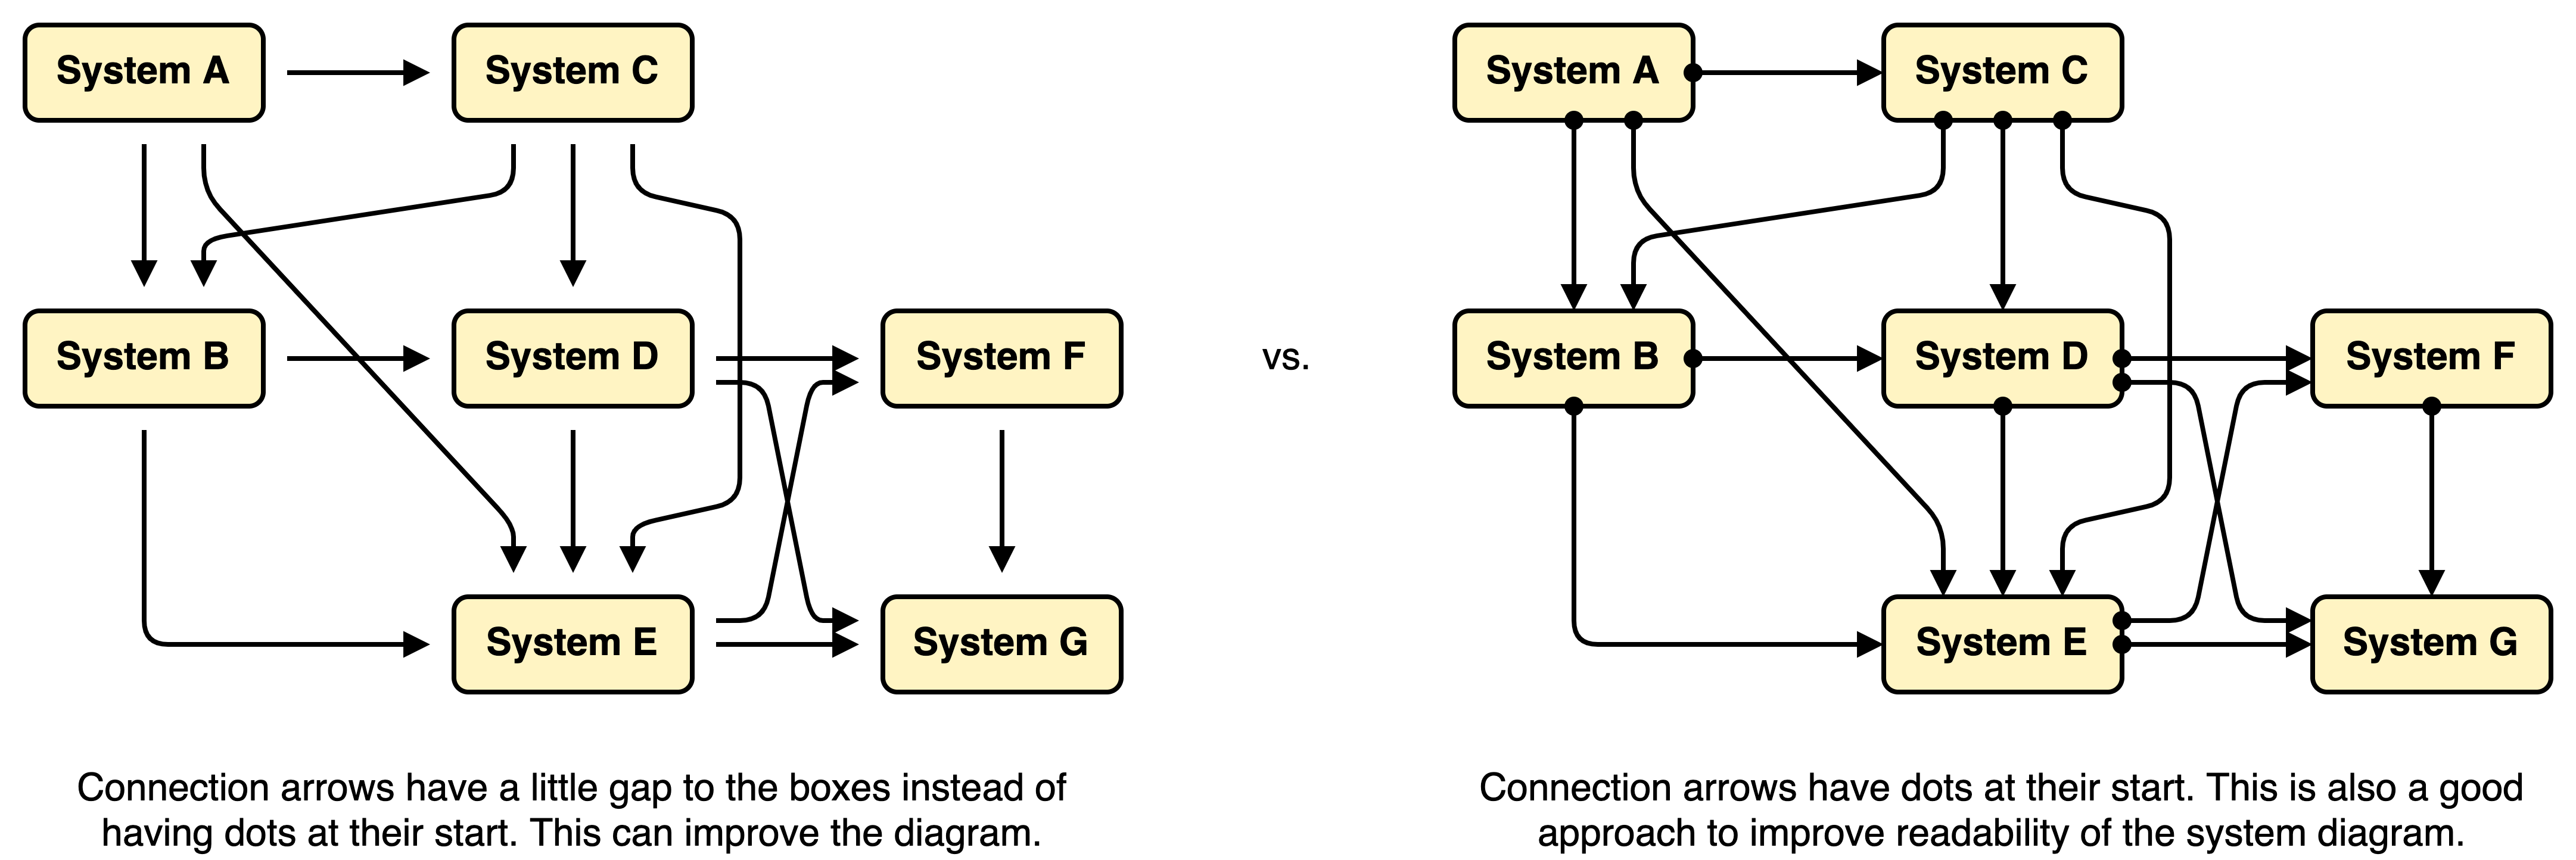 System A
System C
System B
System D
System F
System E
System G
Connection arrows have a little gap to the boxes instead of
having dots at their start. This can improve the diagram.
vs.
System A
System C
System B
System D
System F
System E
System G
Connection arrows have dots at their start. This is also a good
approach to improve readability of the system diagram.